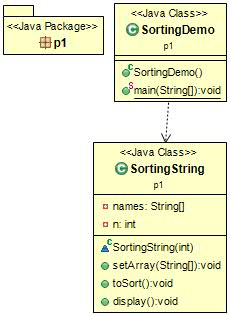 <<Java Package>>
p1
<<Java Class>>
SortingDemo
p1
SortingDemo()
main(String[]):void
<<Java Class>>
SortingString
p1
names: String[]
n: int
SortingString(int)
setArray(String[]):void
toSort():void
display():void